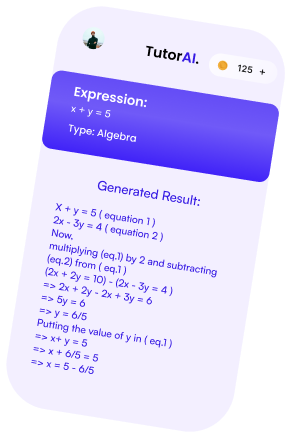 TutorAI.
125 +
Expression:
x + y = 5
Type: Algebra
Generated Result:
X + y = 5 ( equation 1 )
2x - 3y = 4 ( equation 2 )
Now,
multiplying (eq.1) by 2 and subtracting
(eq.2) from ( eq.1 )
(2x + 2y = 10) - (2x - 3y = 4 )
=> 2x + 2y - 2x + 3y = 6
=> 5y = 6
=> y = 6/5
Putting the value of y in ( eq.1 )
=> x+ y = 5
=> x + 6/5 = 5
=> x = 5 - 6/5